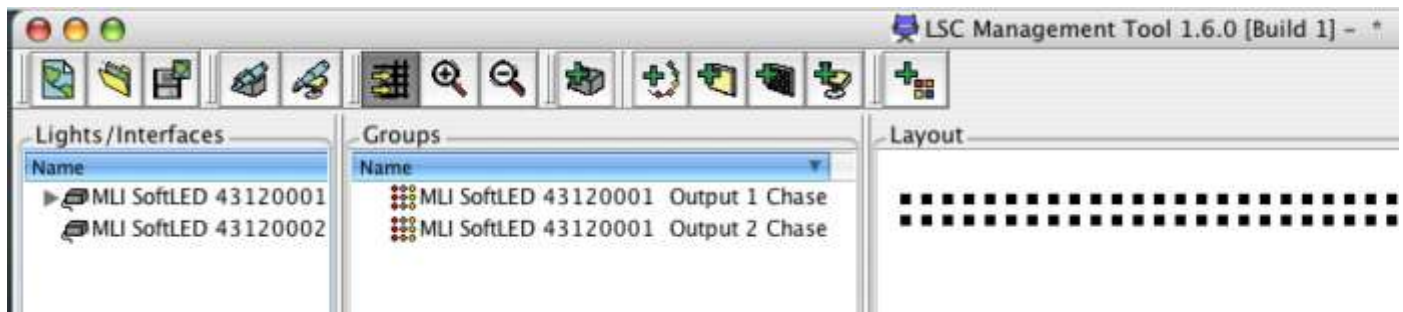 LSC Management Tool 1.6.0 [Build 1] – *
Lights/Interfaces
Name
MLI SoftLED 43120001
MLI SoftLED 43120002
Groups
Name
MLI SoftLED 43120001 Output 1 Chase
MLI SoftLED 43120001 Output 2 Chase
Layout